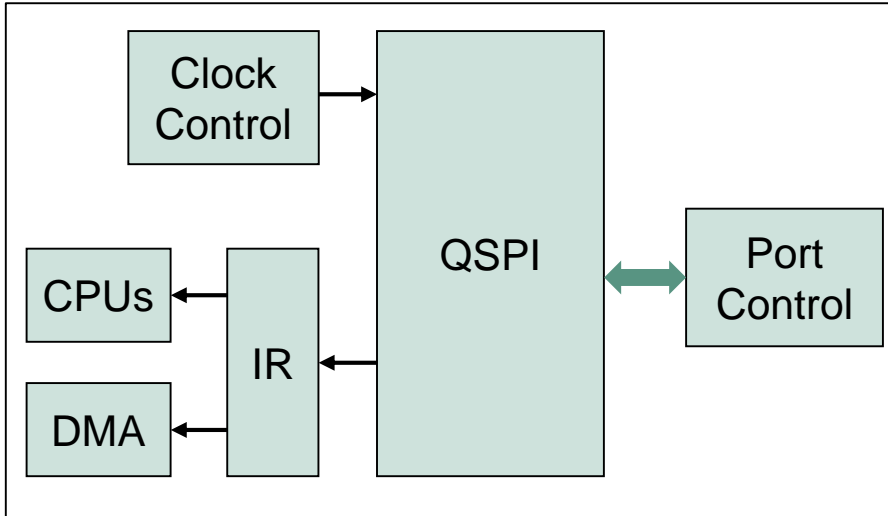 Clock
Control
QSPI
Port
Control
CPUs
IR
DMA